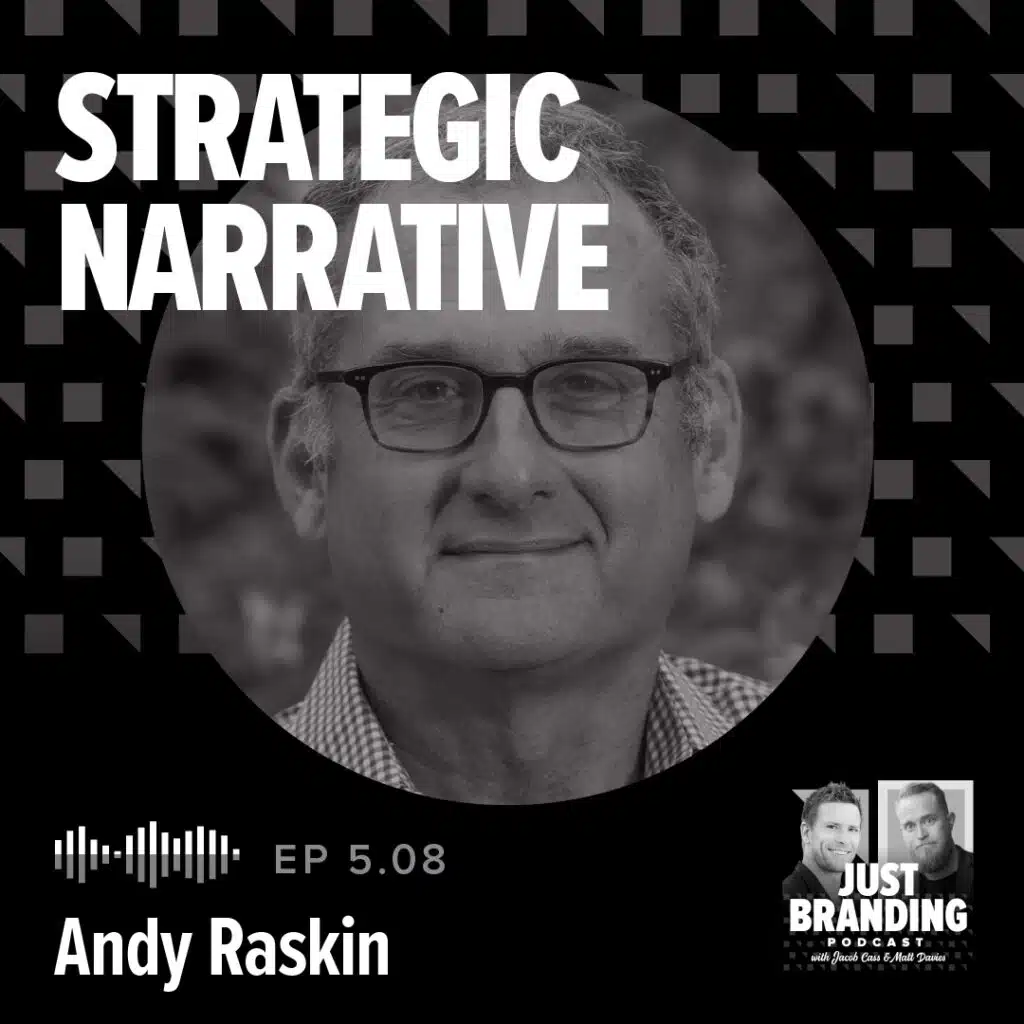 STRATEGIC
NARRATIVE
EP 5.08
Andy Raskin
JUST
BRANDING
PODCAST
with Jacob Cass & Matt Davies